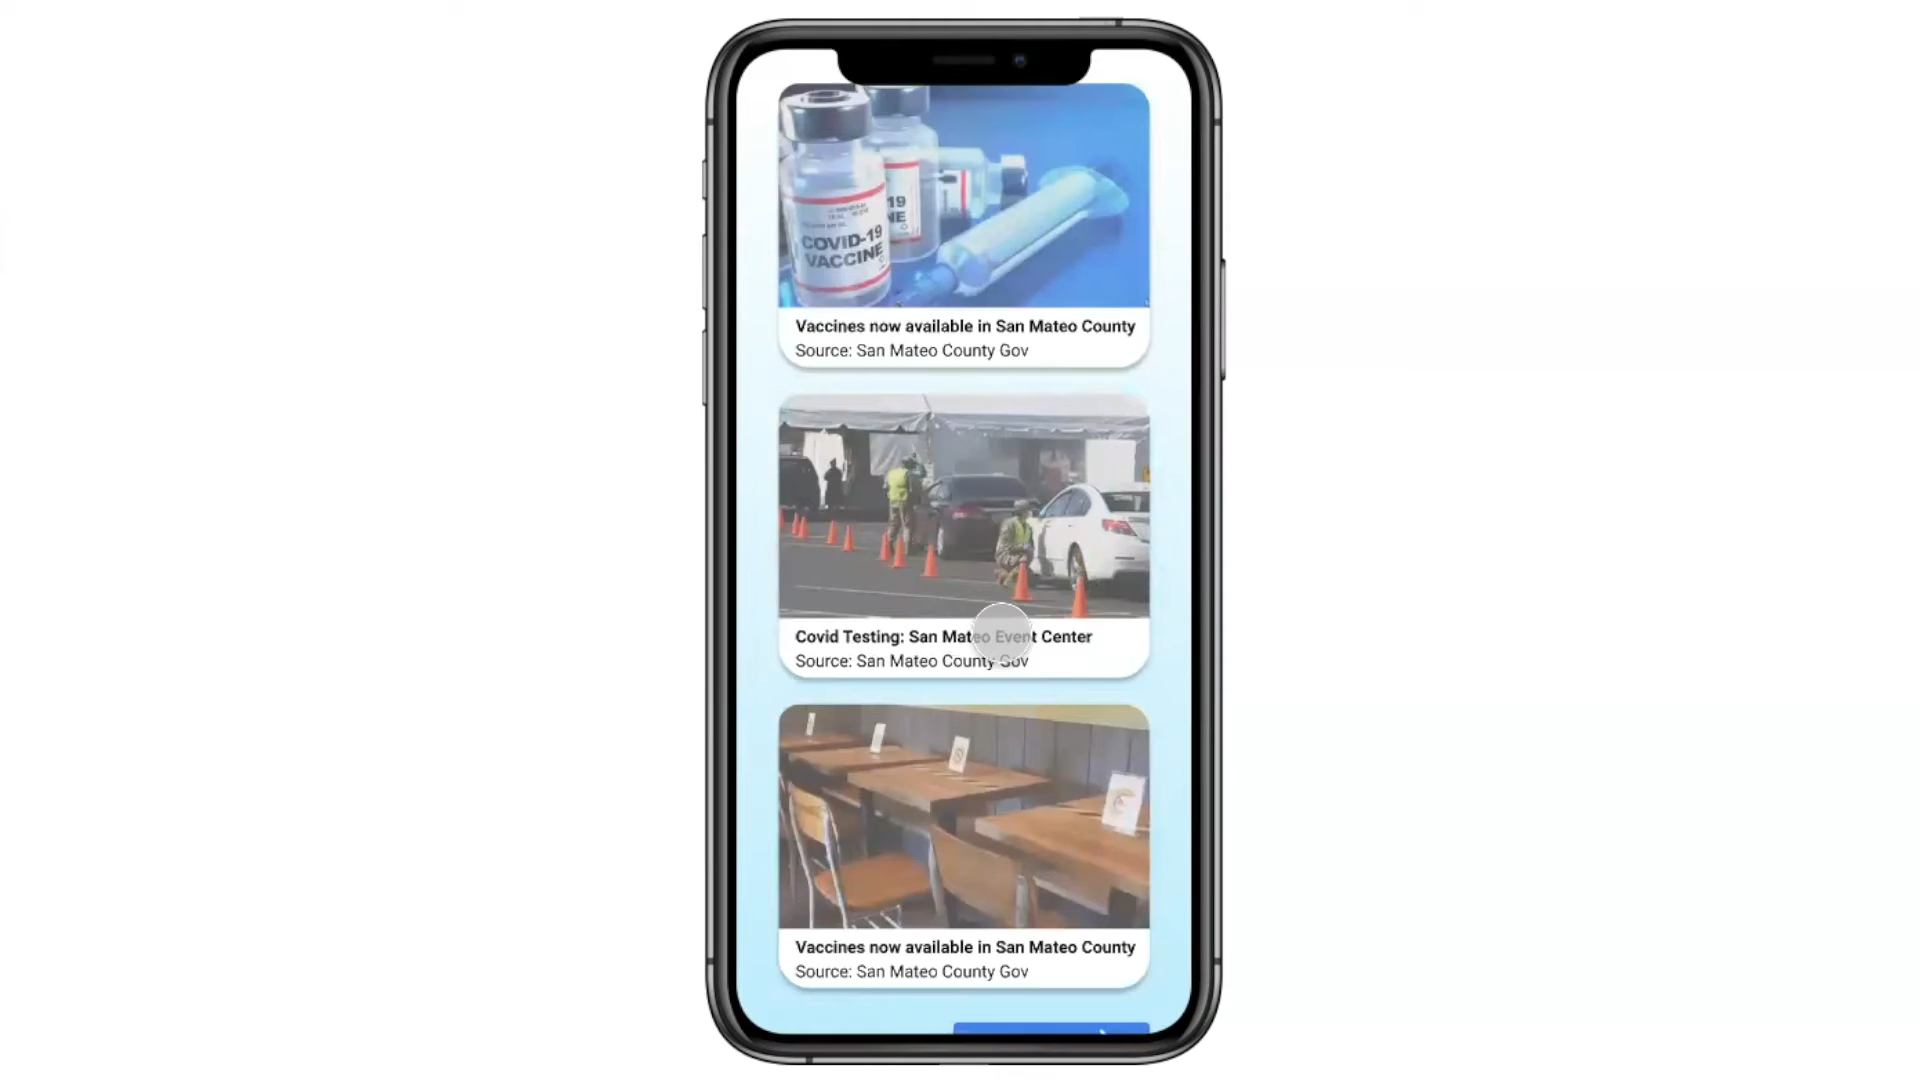 COVID-19
VACCINE
19
NE
Vaccines now available in San Mateo County
Source: San Mateo County Gov
Covid Testing: San Mateo Event Center
Source: San Mateo County Gov
Vaccines now available in San Mateo County
Source: San Mateo County Gov